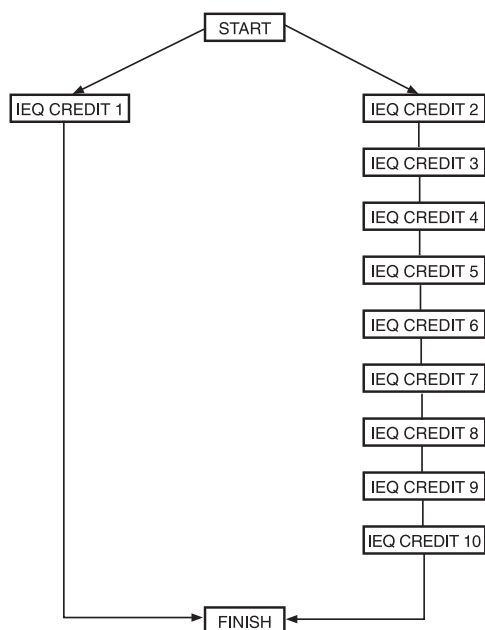 START
IEQ CREDIT 1
IEQ CREDIT 2
IEQ CREDIT 3
IEQ CREDIT 4
IEQ CREDIT 5
IEQ CREDIT 6
IEQ CREDIT 7
IEQ CREDIT 8
IEQ CREDIT 9
IEQ CREDIT 10
FINISH